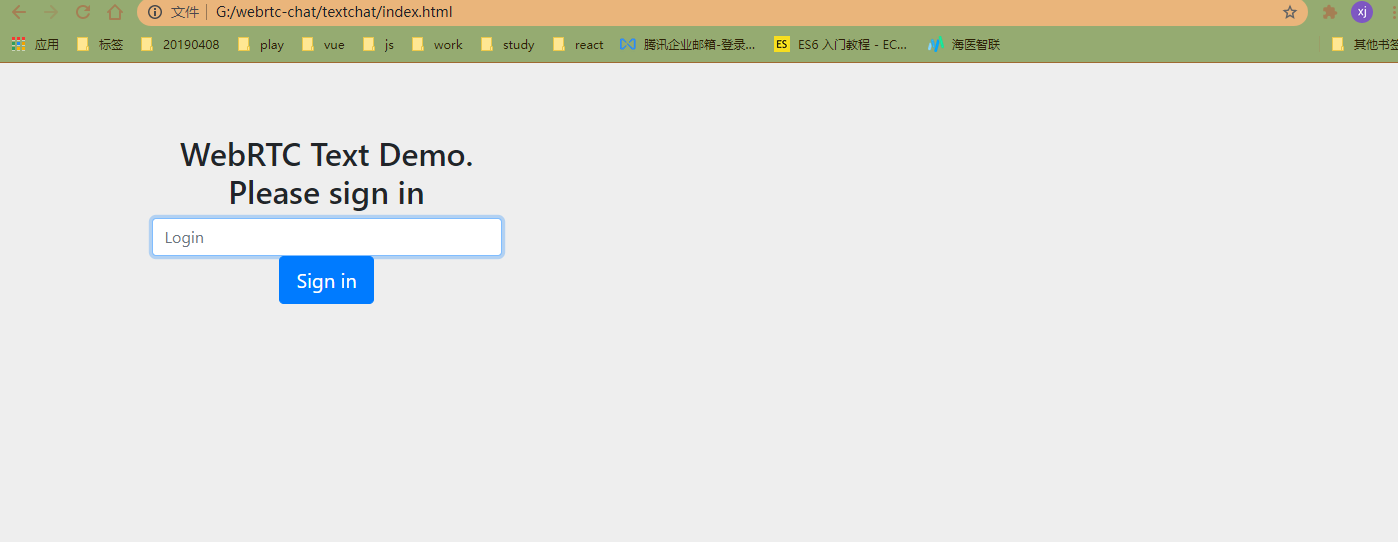 文件 G:/webrtc-chat/textchat/index.html xj
应用 标签 20190408 play vue js work study react 腾讯企业邮箱-登录... ES ES6 入门教程 - EC... 海医智联 其他书签
WebRTC Text Demo.
Please sign in
Login
Sign in